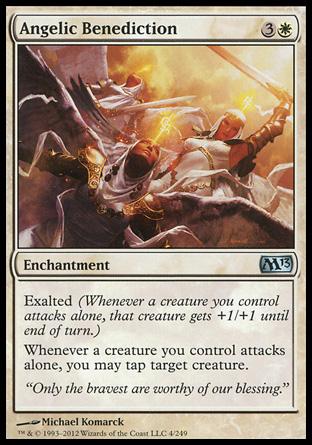 Angelic Benediction 3
Enchantment M13
Exalted (Whenever a creature you control
attacks alone, that creature gets +1/+1 until
end of turn.)
Whenever a creature you control attacks
alone, you may tap target creature.
"Only the bravest are worthy of our blessing."
Michael Komarck
™ & © 1993–2012 Wizards of the Coast LLC 4/249